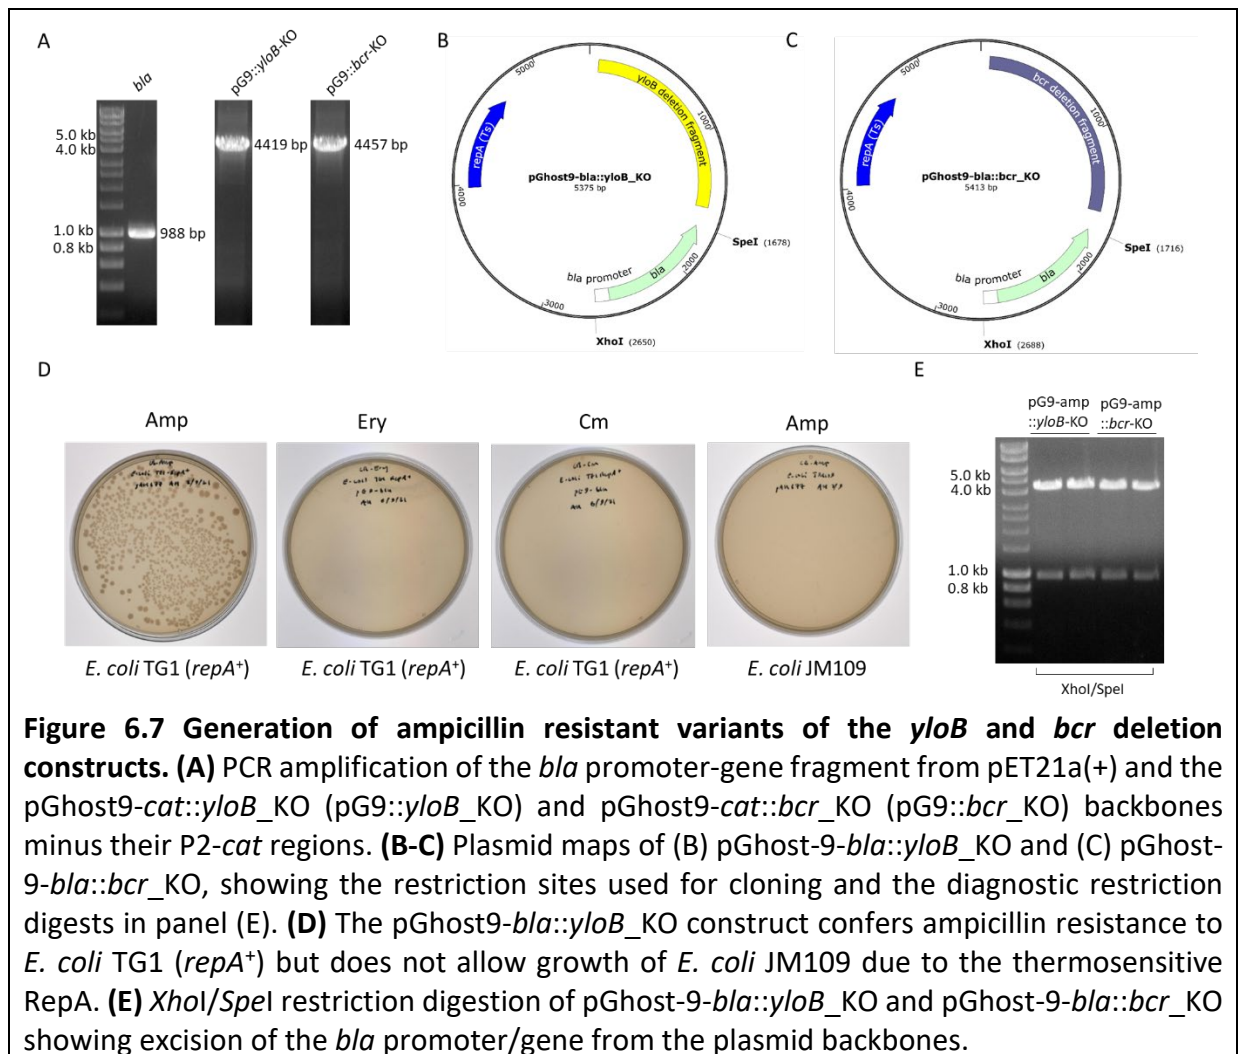 A
bla
pG9::yloB-KO
pG9::bcr-KO
5.0 kb
4.0 kb
1.0 kb
0.8 kb
988 bp
4419 bp
4457 bp
B
5000
1000
2000
3000
4000
repA (Ts)
yloB deletion fragment
pGhost9-bla::yloB_KO
5375 bp
SpeI (1678)
bla promoter
bla
XhoI (2650)
C
5000
1000
2000
3000
4000
repA (Ts)
bcr deletion fragment
pGhost9-bla::bcr_KO
5413 bp
SpeI (1716)
bla promoter
bla
XhoI (2688)
D
Amp
Ery
Cm
Amp
E. coli TG1 (repA+)
E. coli TG1 (repA+)
E. coli TG1 (repA+)
E. coli JM109
E
pG9-amp
::yloB-KO
pG9-amp
::bcr-KO
5.0 kb
4.0 kb
1.0 kb
0.8 kb
XhoI/SpeI
Figure 6.7 Generation of ampicillin resistant variants of the yloB and bcr deletion
constructs. (A) PCR amplification of the bla promoter-gene fragment from pET21a(+) and the
pGhost9-cat::yloB_KO (pG9::yloB_KO) and pGhost9-cat::bcr_KO (pG9::bcr_KO) backbones
minus their P2-cat regions. (B-C) Plasmid maps of (B) pGhost-9-bla::yloB_KO and (C) pGhost-
9-bla::bcr_KO, showing the restriction sites used for cloning and the diagnostic restriction
digests in panel (E). (D) The pGhost9-bla::yloB_KO construct confers ampicillin resistance to
E. coli TG1 (repA+) but does not allow growth of E. coli JM109 due to the thermosensitive
RepA. (E) XhoI/SpeI restriction digestion of pGhost-9-bla::yloB_KO and pGhost-9-bla::bcr_KO
showing excision of the bla promoter/gene from the plasmid backbones.